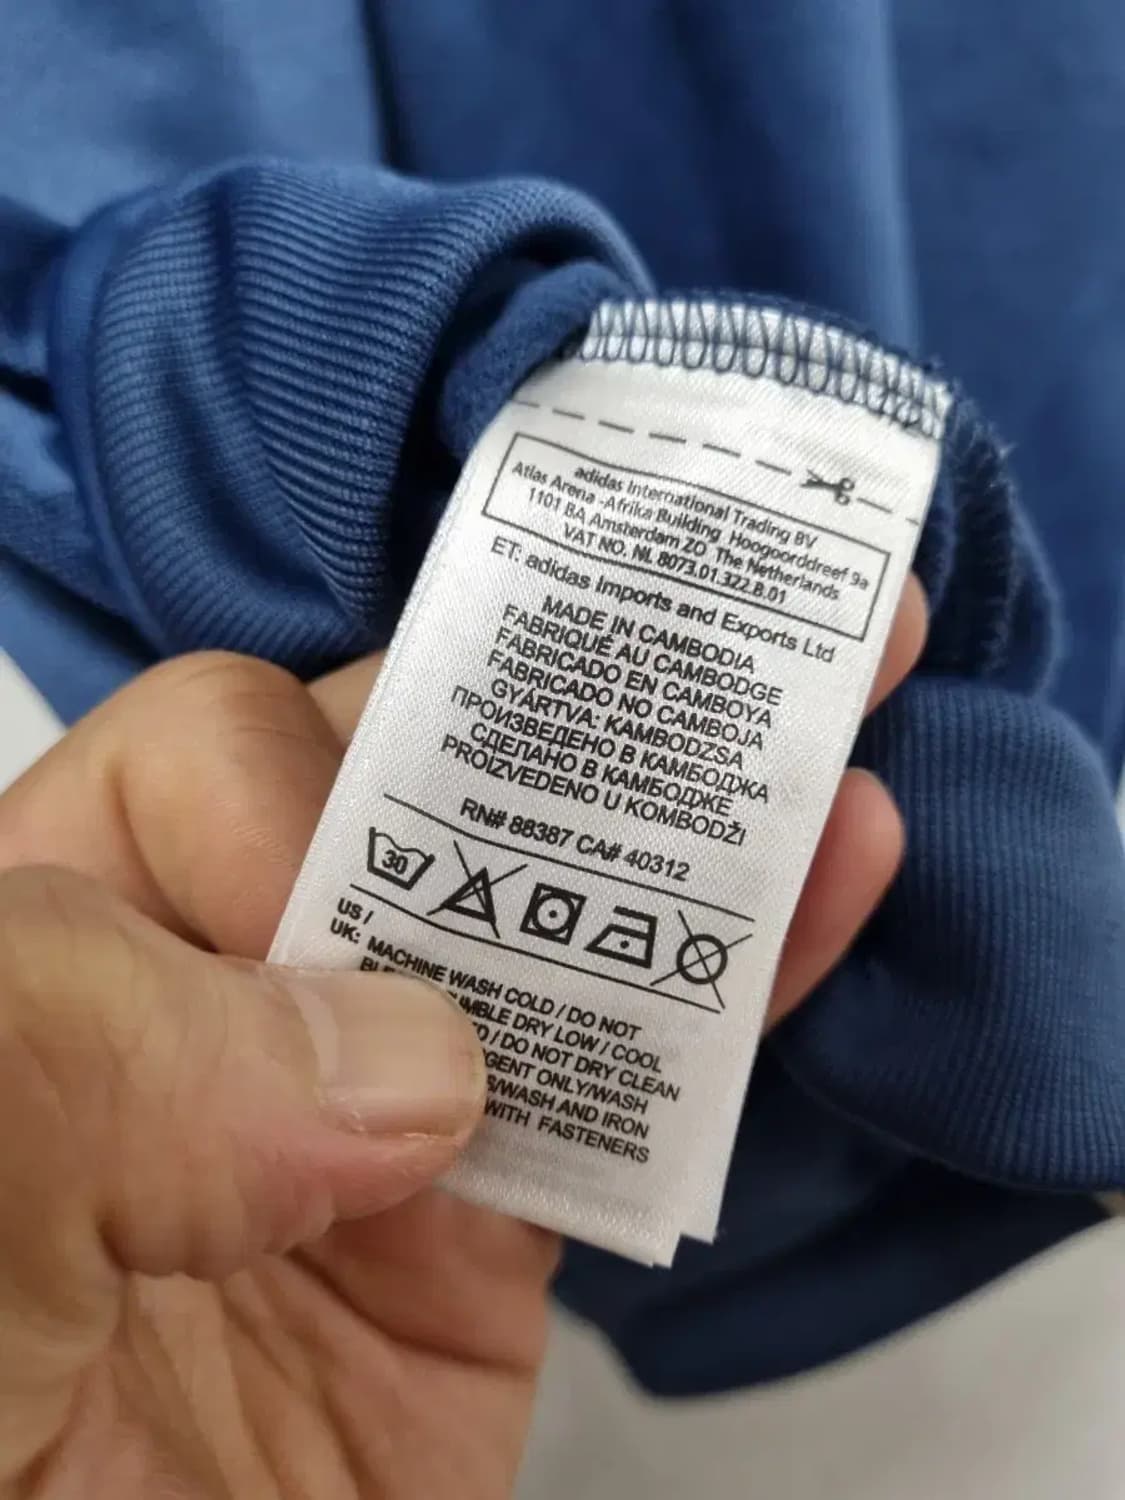 adidas International Trading BV
Atlas Arena -Afrika Building Hoogoorddreef 9a
1101 BA Amsterdam ZO The Netherlands
VAT NO. NL 8073.01.322.B.01
ET: adidas Imports and Exports Ltd
MADE IN CAMBODIA
FABRIQUÉ AU CAMBODGE
FABRICADO EN CAMBOYA
FABRICADO NO CAMBOJA
GYÁRTVA: KAMBODZSA
ПРОИЗВЕДЕНО В КАМБОДЖА
СДЕЛАНО В КАМБОДЖЕ
PROIZVEDENO U KOMBODŽI
RN# 88387 CA# 40312
30
US /
UK: MACHINE WASH COLD / DO NOT
DRY LOW / COOL
/ DO NOT DRY CLEAN
ONLY/WASH
/WASH AND IRON
WITH FASTENERS